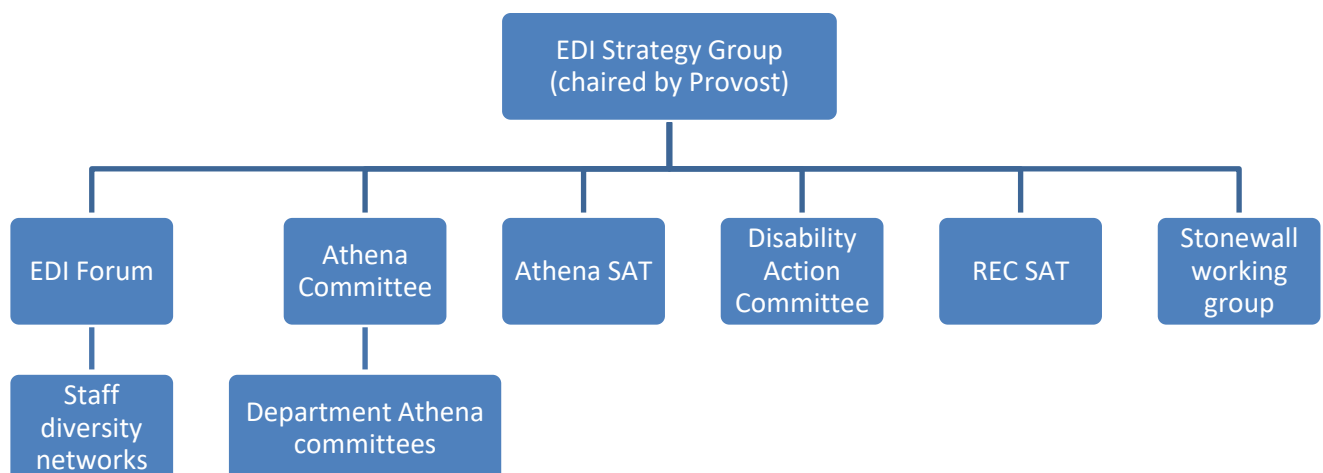 EDI Strategy Group
(chaired by Provost)
EDI Forum
Athena
Committee
Athena SAT
Disability
Action
Committee
REC SAT
Stonewall
working
group
Staff
diversity
networks
Department Athena
committees